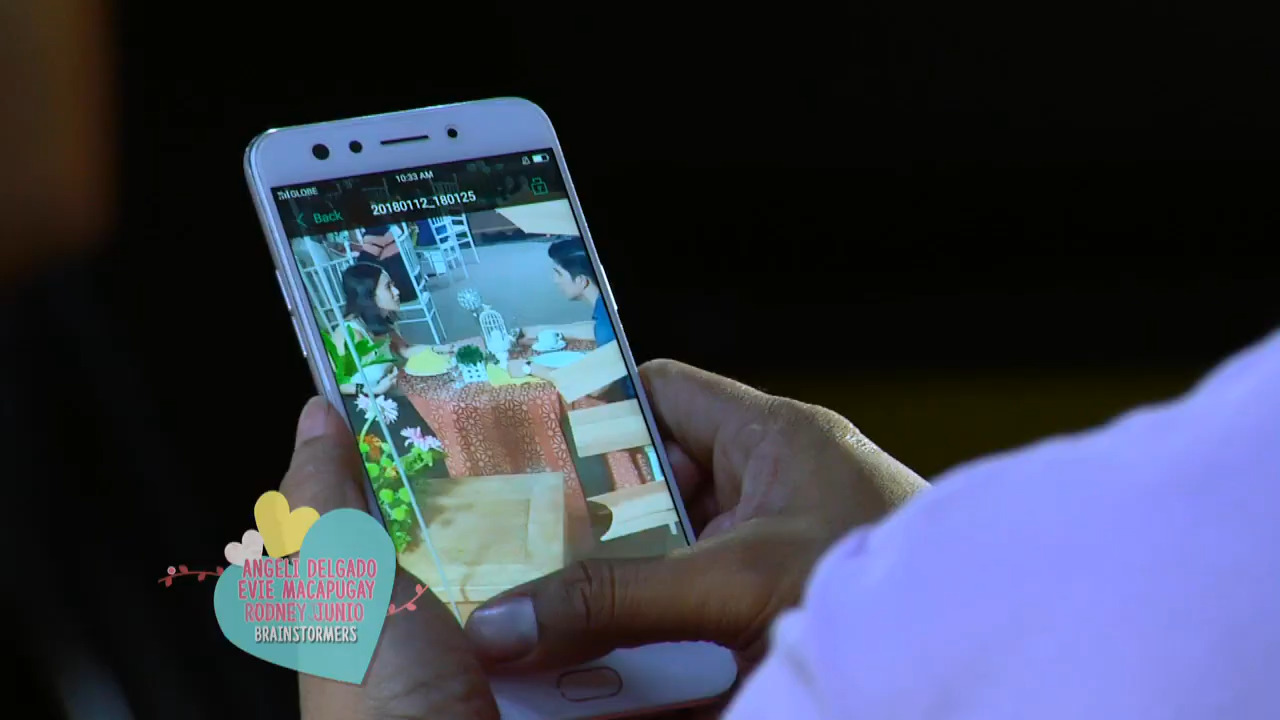 GLOBE
10:33 AM
Back
20180112_180125
ANGELI DELGADO
EVIE MACAPUGAY
RODNEY JUNIO
BRAINSTORMERS